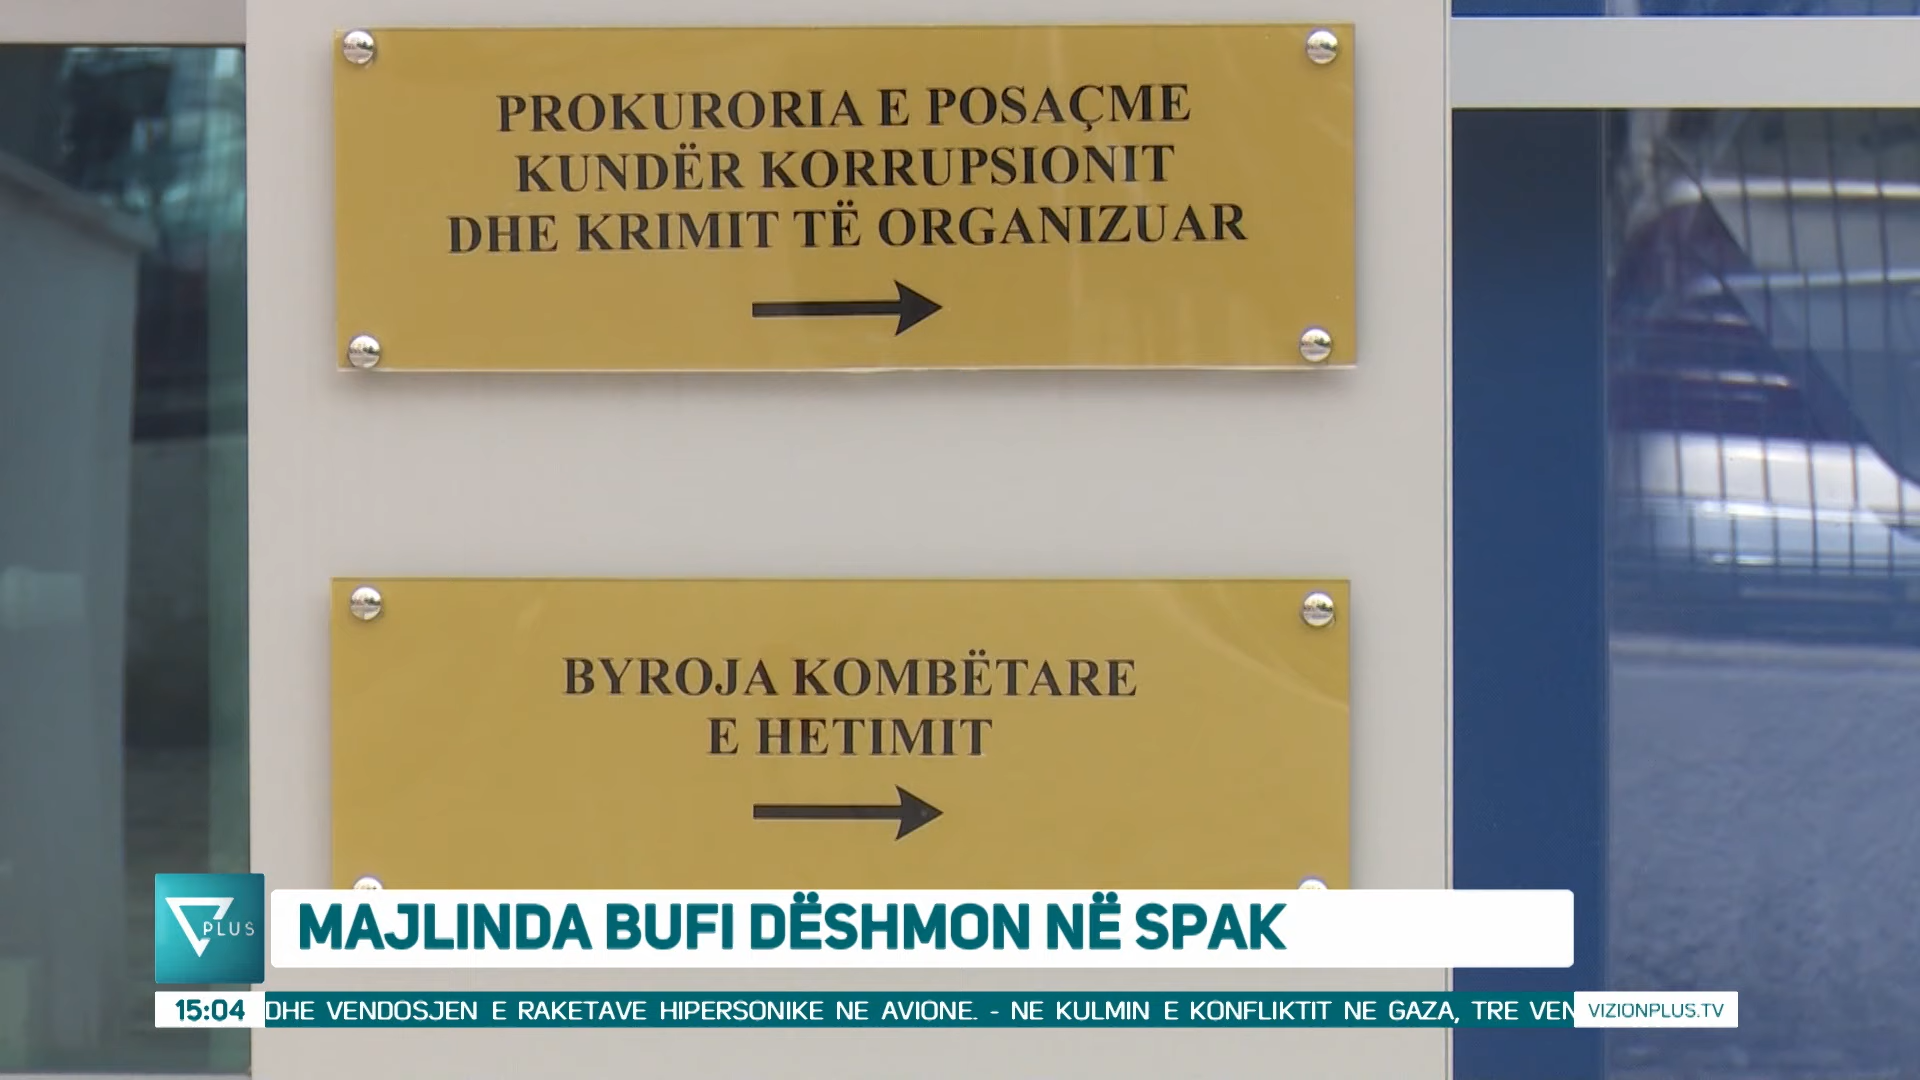 PROKURORIA E POSAÇME
KUNDËR KORRUPSIONIT
DHE KRIMIT TË ORGANIZUAR
BYROJA KOMBËTARE
E HETIMIT
PLUS
MAJLINDA BUFI DËSHMON NË SPAK
15:04
DHE VENDOSJEN E RAKETAVE HIPERSONIKE NE AVIONE. - NE KULMIN E KONFLIKTIT NE GAZA, TRE VEN
VIZIONPLUS.TV